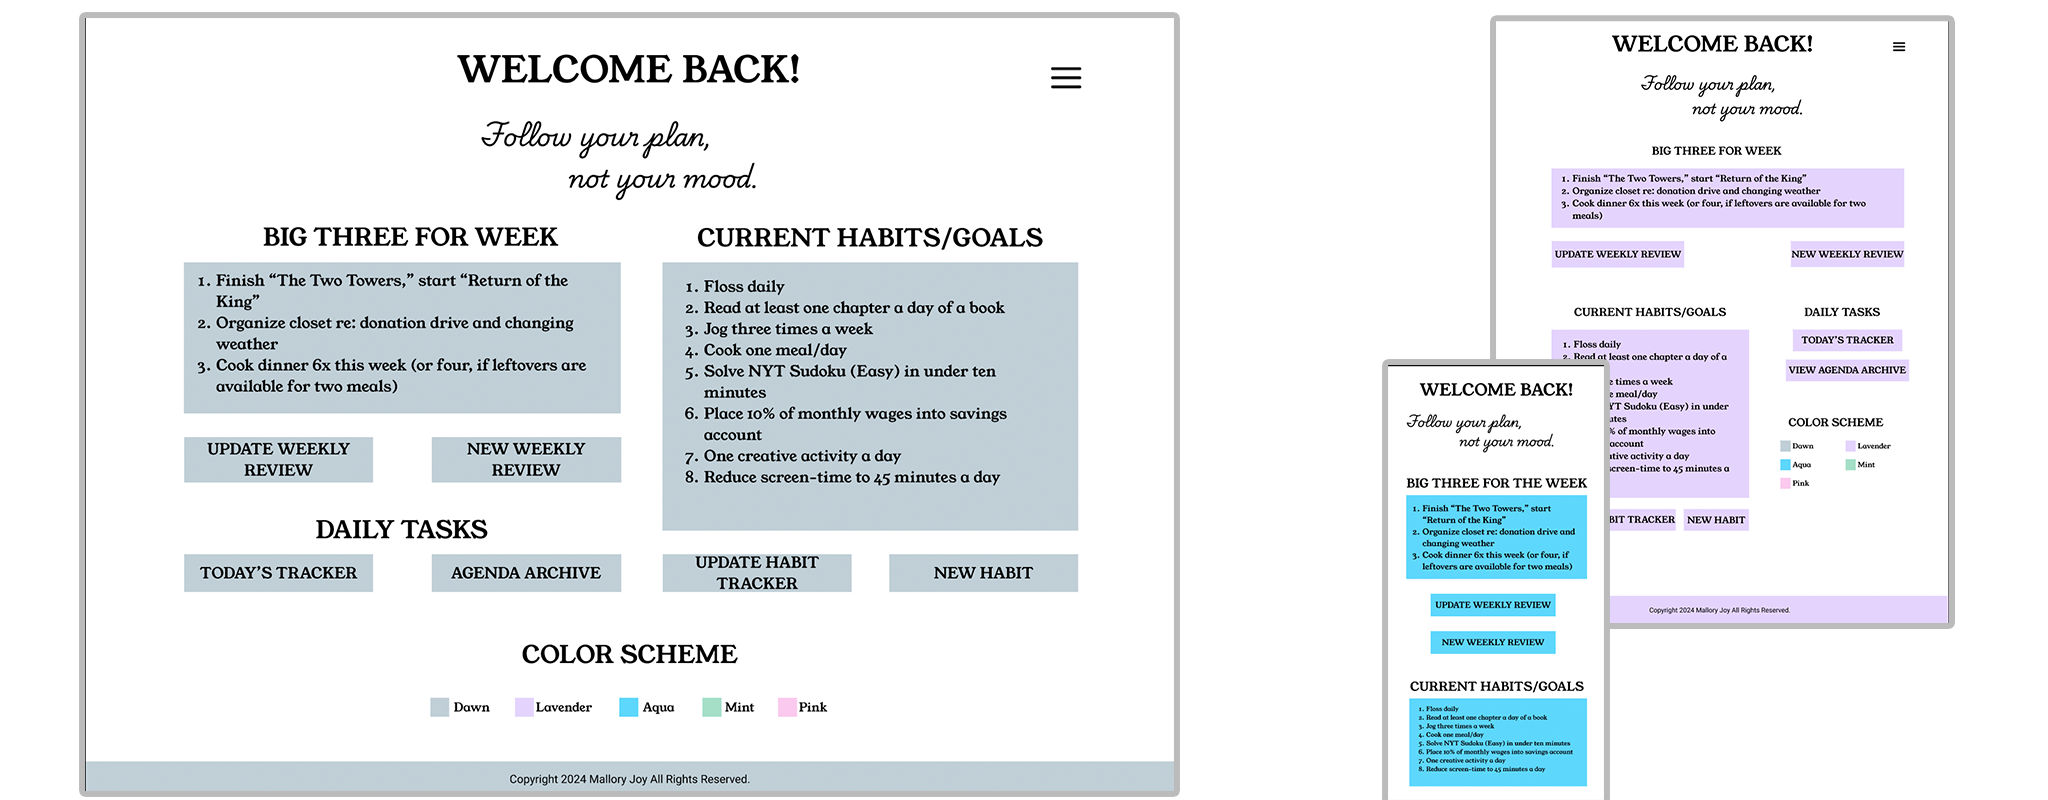 WELCOME BACK!
Follow your plan,
not your mood.
BIG THREE FOR WEEK
1. Finish “The Two Towers,” start “Return of the
King”
2. Organize closet re: donation drive and changing
weather
3. Cook dinner 6x this week (or four, if leftovers are
available for two meals)
UPDATE WEEKLY
REVIEW
NEW WEEKLY
REVIEW
DAILY TASKS
TODAY’S TRACKER
AGENDA ARCHIVE
CURRENT HABITS/GOALS
1. Floss daily
2. Read at least one chapter a day of a book
3. Jog three times a week
4. Cook one meal/day
5. Solve NYT Sudoku (Easy) in under ten
minutes
6. Place 10% of monthly wages into savings
account
7. One creative activity a day
8. Reduce screen-time to 45 minutes a day
UPDATE HABIT
TRACKER
NEW HABIT
COLOR SCHEME
Dawn Lavender Aqua Mint Pink
Copyright 2024 Mallory Joy All Rights Reserved.
WELCOME BACK!
Follow your plan,
not your mood.
BIG THREE FOR WEEK
1. Finish “The Two Towers,” start “Return of the King”
2. Organize closet re: donation drive and changing weather
3. Cook dinner 6x this week (or four, if leftovers are available for two
meals)
UPDATE WEEKLY REVIEW
NEW WEEKLY REVIEW
CURRENT HABITS/GOALS
1. Floss daily
2. Read at least one chapter a day of a
times a week
meal/day
Sudoku (Easy) in under
of monthly wages into
account
activity a day
screen-time to 45 minutes a
TRACKER
NEW HABIT
DAILY TASKS
TODAY’S TRACKER
VIEW AGENDA ARCHIVE
COLOR SCHEME
Dawn Lavender
Aqua Mint
Pink
Copyright 2024 Mallory Joy All Rights Reserved.
WELCOME BACK!
Follow your plan,
not your mood.
BIG THREE FOR THE WEEK
1. Finish “The Two Towers,” start
“Return of the King”
2. Organize closet re: donation drive and
changing weather
3. Cook dinner 6x this week (or four, if
leftovers are available for two meals)
UPDATE WEEKLY REVIEW
NEW WEEKLY REVIEW
CURRENT HABITS/GOALS
1. Floss daily
2. Read at least one chapter a day of a book
3. Jog three times a week
4. Cook one meal/day
5. Solve NYT Sudoku (Easy) in under ten minutes
6. Place 10% of monthly wages into savings account
7. One creative activity a day
8. Reduce screen-time to 45 minutes a day